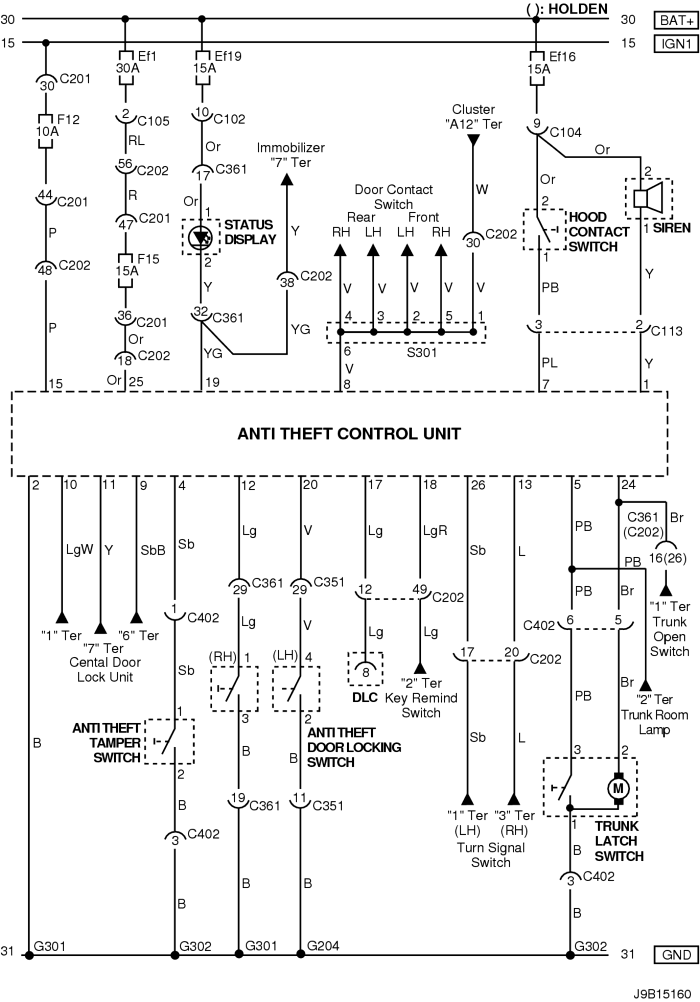 ( ): HOLDEN
30 30 BAT+
15 15 IGN1
Ef1 Ef19 Ef16
30A 15A 15A
30 C201
F12
10A
2 C105
10 C102
Cluster
"A12" Ter
9 C104
RL Or Or
Immobilizer
"7" Ter
56 C202
17 C361
Or 2
44 C201
R
Or 1
Y
W
Door Contact
Switch
Rear Front
RH LH LH RH
2
HOOD
CONTACT
SWITCH
SIREN
47 C201
STATUS
DISPLAY
P
30 C202
1 1
48 C202
F15
15A
2
Y
38 C202
V V V V V
PB Y
36 C201
32 C361
4 3 2 5 1
3 2 C113
P
Or
YG YG
S301
18 C202
6
V
PL Y
15 Or 25 19 8 7 1
ANTI THEFT CONTROL UNIT
2 10 11 9 4 12 20 17 18 26 13 5 24
LgW Y SbB Sb Lg V Lg LgR Sb L PB
C361
(C202)
Br
16(26)
PB
29 C361
29 C351
12 49 C202
PB Br
1 C402
Lg V Lg Lg
C402 6 5
"1" Ter
Trunk
Open
Switch
"1" Ter
"7" Ter
Cental Door
Lock Unit
"6" Ter
Sb
(RH) 1
(LH) 4
8
DLC
"2" Ter
Key Remind
Switch
17 20 C202
PB Br
"2" Ter
Trunk Room
Lamp
1
ANTI THEFT
TAMPER
SWITCH
3 2
ANTI THEFT
DOOR LOCKING
SWITCH
B
2
B B
Sb L
3 2
M
B
19 C361
11 C351
"1" Ter
(LH)
"3" Ter
(RH)
Turn Signal
Switch
1
TRUNK
LATCH
SWITCH
3 C402
B
3 C402
B B B B
31 G301 G302 G301 G204 G302 31 GND
J9B15160